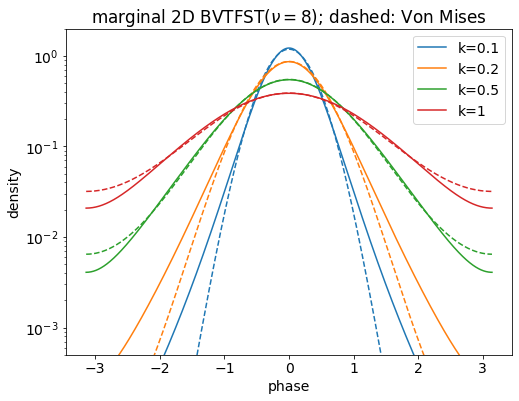 marginal 2D BVTFST(ν = 8); dashed: Von Mises
k=0.1
k=0.2
k=0.5
k=1
density
10⁰
10⁻¹
10⁻²
10⁻³
−3 −2 −1 0 1 2 3
phase